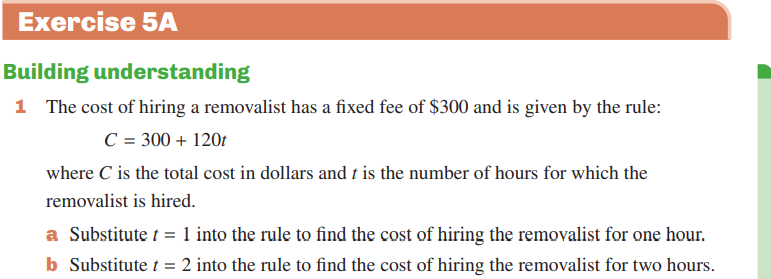 Exercise 5A
Building understanding
1 The cost of hiring a removalist has a fixed fee of $300 and is given by the rule:
C = 300 + 120t
where C is the total cost in dollars and t is the number of hours for which the
removalist is hired.
a Substitute t = 1 into the rule to find the cost of hiring the removalist for one hour.
b Substitute t = 2 into the rule to find the cost of hiring the removalist for two hours.